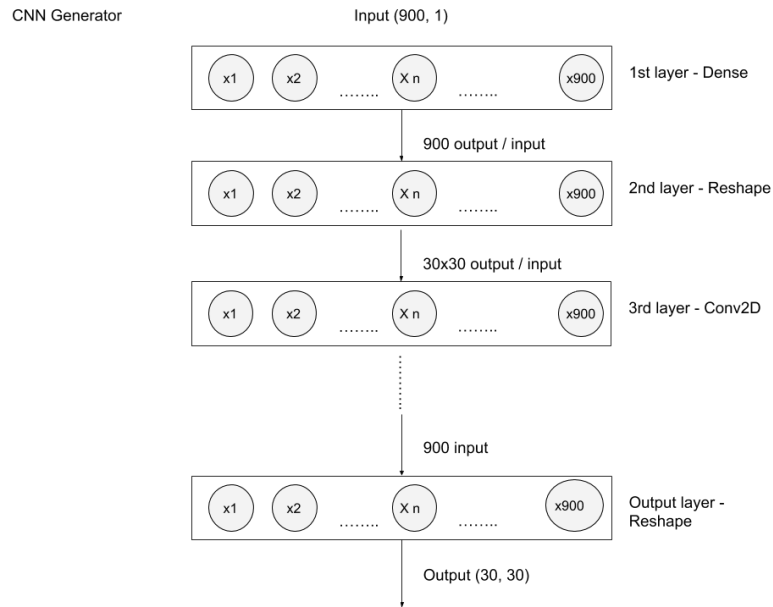 CNN Generator
Input (900, 1)
x1 x2 ........ X n ...... x900
1st layer - Dense
900 output / input
x1 x2 ........ X n ...... x900
2nd layer - Reshape
30x30 output / input
x1 x2 ........ X n ...... x900
3rd layer - Conv2D
900 input
x1 x2 ........ X n ...... x900
Output layer -
Reshape
Output (30, 30)